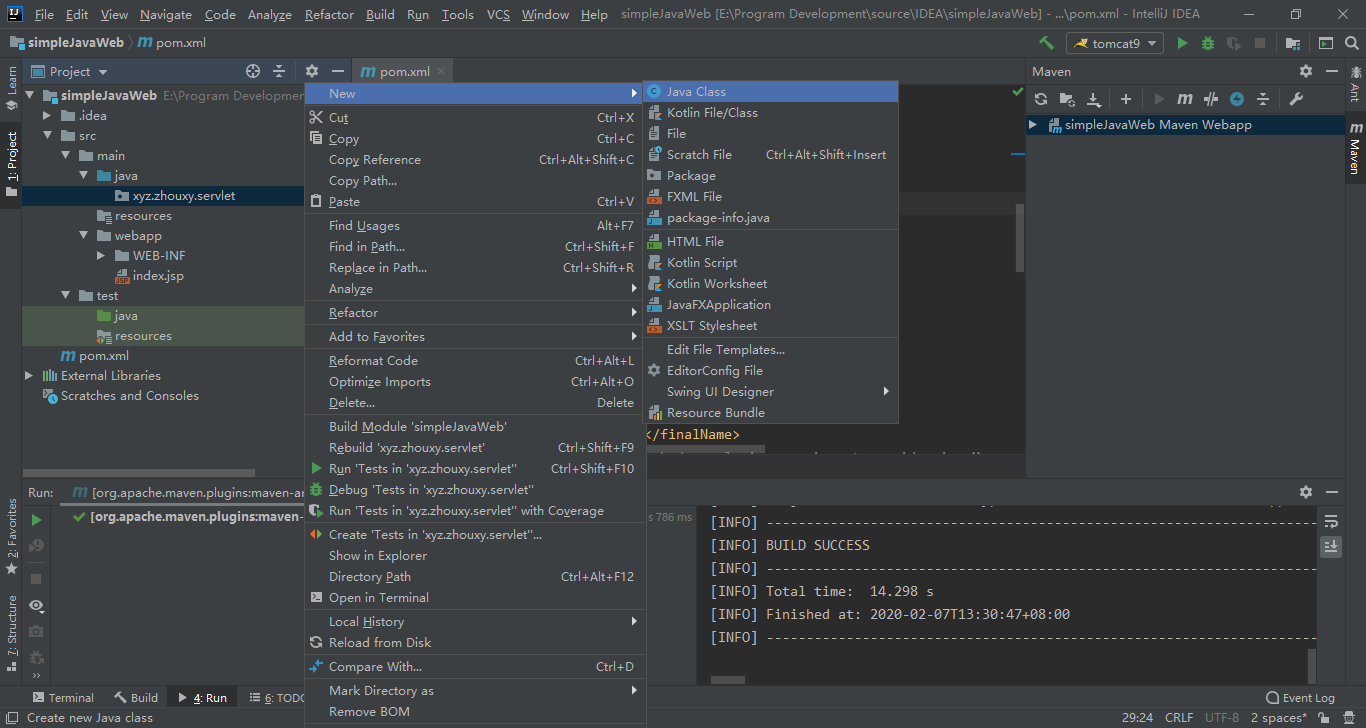 File Edit View Navigate Code Analyze Refactor Build Run Tools VCS Window Help simpleJavaWeb [E:\Program Development\source\IDEA\simpleJavaWeb] - ...\pom.xml - IntelliJ IDEA
simpleJavaWeb pom.xml tomcat9
Project pom.xml Maven
Learn
1: Project
2: Favorites
7: Structure
simpleJavaWeb E:\Program Developmen
.idea
src
main
java
xyz.zhouxy.servlet
resources
webapp
WEB-INF
index.jsp
test
java
resources
pom.xml
External Libraries
Scratches and Consoles
New
Cut Ctrl+X
Copy Ctrl+C
Copy Reference Ctrl+Alt+Shift+C
Copy Path...
Paste Ctrl+V
Find Usages Alt+F7
Find in Path... Ctrl+Shift+F
Replace in Path... Ctrl+Shift+R
Analyze
Refactor
Add to Favorites
Reformat Code Ctrl+Alt+L
Optimize Imports Ctrl+Alt+O
Delete... Delete
Build Module 'simpleJavaWeb'
Rebuild 'xyz.zhouxy.servlet' Ctrl+Shift+F9
Run 'Tests in 'xyz.zhouxy.servlet'' Ctrl+Shift+F10
Debug 'Tests in 'xyz.zhouxy.servlet''
Run 'Tests in 'xyz.zhouxy.servlet'' with Coverage
Create 'Tests in 'xyz.zhouxy.servlet''...
Show in Explorer
Directory Path Ctrl+Alt+F12
Open in Terminal
Local History
Reload from Disk
Compare With... Ctrl+D
Mark Directory as
Remove BOM
Java Class
Kotlin File/Class
File
Scratch File Ctrl+Alt+Shift+Insert
Package
FXML File
package-info.java
HTML File
Kotlin Script
Kotlin Worksheet
JavaFXApplication
XSLT Stylesheet
Edit File Templates...
EditorConfig File
Swing UI Designer
Resource Bundle
</finalName>
simpleJavaWeb Maven Webapp
Ant
Maven
Run: [org.apache.maven.plugins:maven-ar
[org.apache.maven.plugins:maven- s 786 ms
[INFO] ------------------------------------------------------------------------
[INFO] BUILD SUCCESS
[INFO] ------------------------------------------------------------------------
[INFO] Total time:  14.298 s
[INFO] Finished at: 2020-02-07T13:30:47+08:00
[INFO] ------------------------------------------------------------------------
Terminal Build 4: Run 6: TODO Event Log
Create new Java class 29:24 CRLF UTF-8 2 spaces*